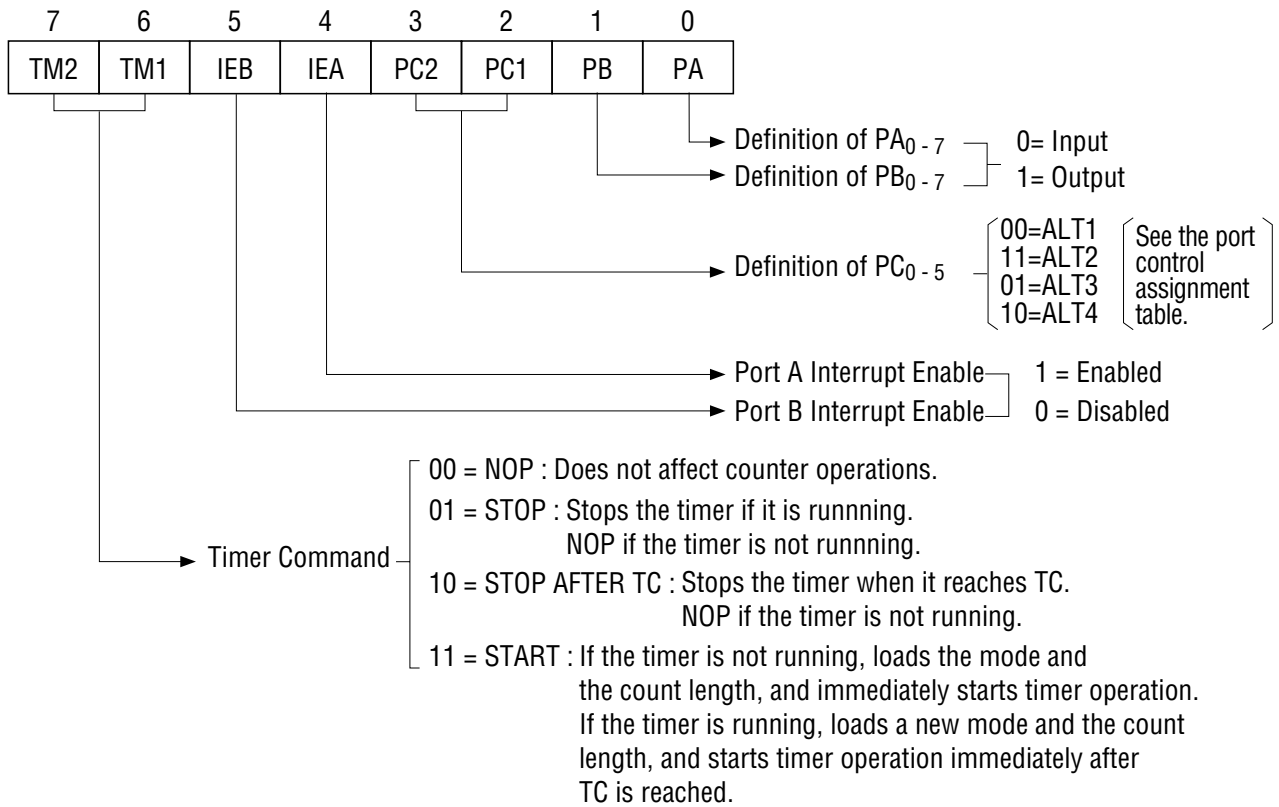 7 6 5 4 3 2 1 0
TM2 TM1 IEB IEA PC2 PC1 PB PA
Definition of PA0 - 7 0= Input
Definition of PB0 - 7 1= Output
Definition of PC0 - 5
00=ALT1
11=ALT2
01=ALT3
10=ALT4
See the port
control
assignment
table.
Port A Interrupt Enable 1 = Enabled
Port B Interrupt Enable 0 = Disabled
Timer Command
00 = NOP : Does not affect counter operations.
01 = STOP : Stops the timer if it is runnning.
NOP if the timer is not runnning.
10 = STOP AFTER TC : Stops the timer when it reaches TC.
NOP if the timer is not running.
11 = START : If the timer is not running, loads the mode and
the count length, and immediately starts timer operation.
If the timer is running, loads a new mode and the count
length, and starts timer operation immediately after
TC is reached.